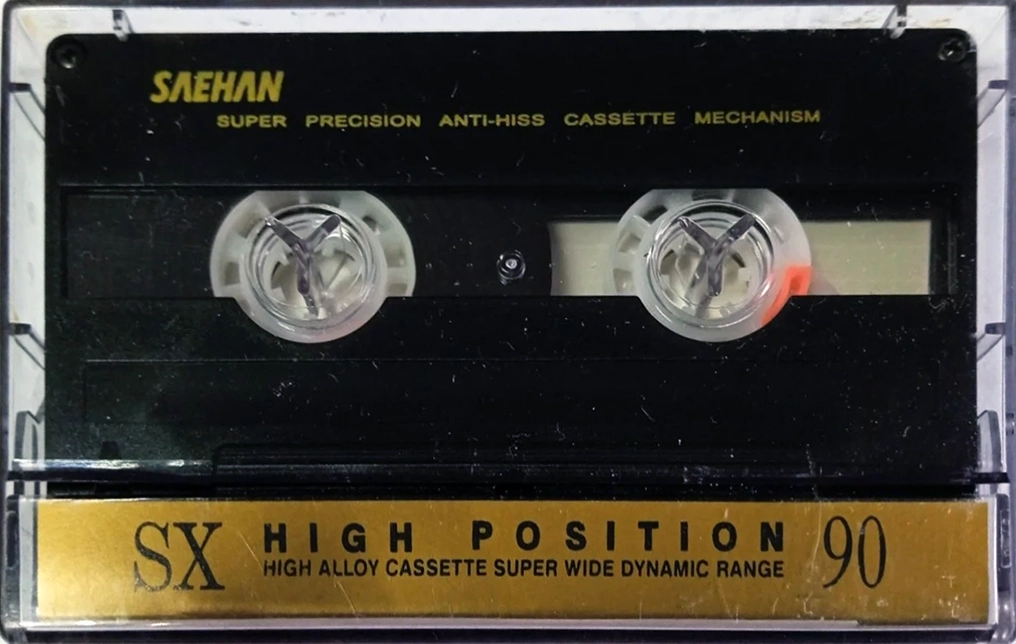 SAEHAN
SUPER PRECISION ANTI-HISS CASSETTE MECHANISM
SX HIGH POSITION 90
HIGH ALLOY CASSETTE SUPER WIDE DYNAMIC RANGE